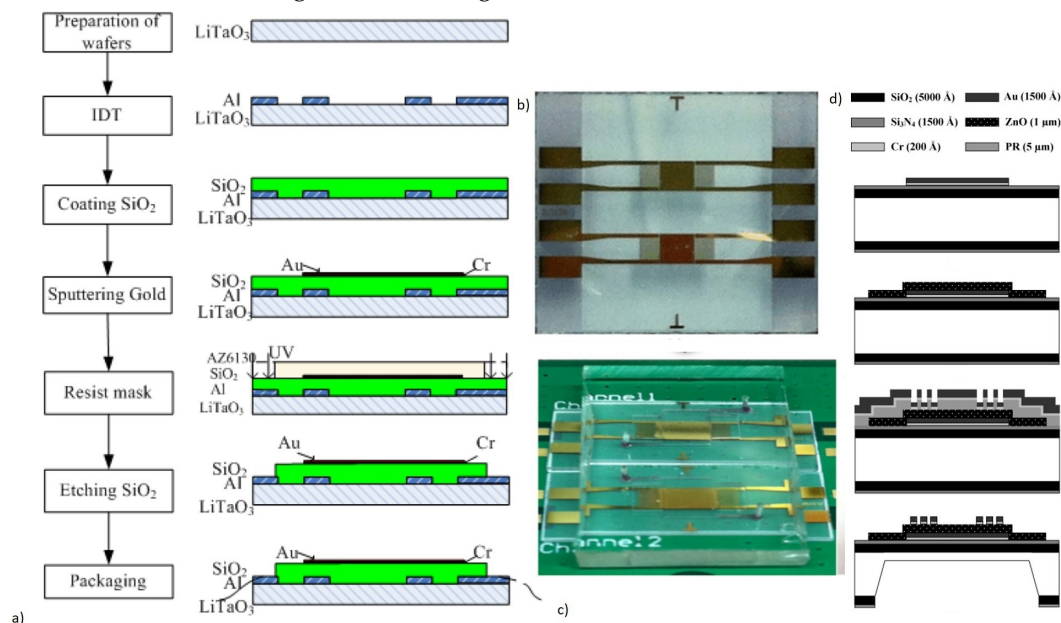 Preparation of
wafers
LiTaO3
IDT
Al
LiTaO3
Coating SiO2
SiO2
Al
LiTaO3
Sputtering Gold
Au
Cr
SiO2
Al
LiTaO3
Resist mask
AZ6130
UV
SiO2
Al
LiTaO3
Etching SiO2
Au
Cr
SiO2
Al
LiTaO3
Packaging
Au
Cr
SiO2
Al
LiTaO3
a)
b)
T
T
c)
Channel1
Channel2
d)
SiO2 (5000 Å)
Au (1500 Å)
Si3N4 (1500 Å)
ZnO (1 μm)
Cr (200 Å)
PR (5 μm)